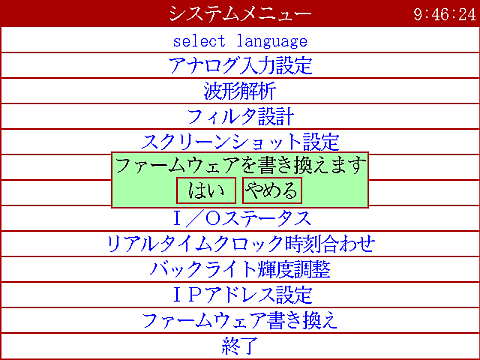 システムメニュー 9:46:24
select language
アナログ入力設定
波形解析
フィルタ設計
スクリーンショット設定
ファームウェアを書き換えます
はい やめる
Ｉ／Ｏステータス
リアルタイムクロック時刻合わせ
バックライト輝度調整
ＩＰアドレス設定
ファームウェア書き換え
終了